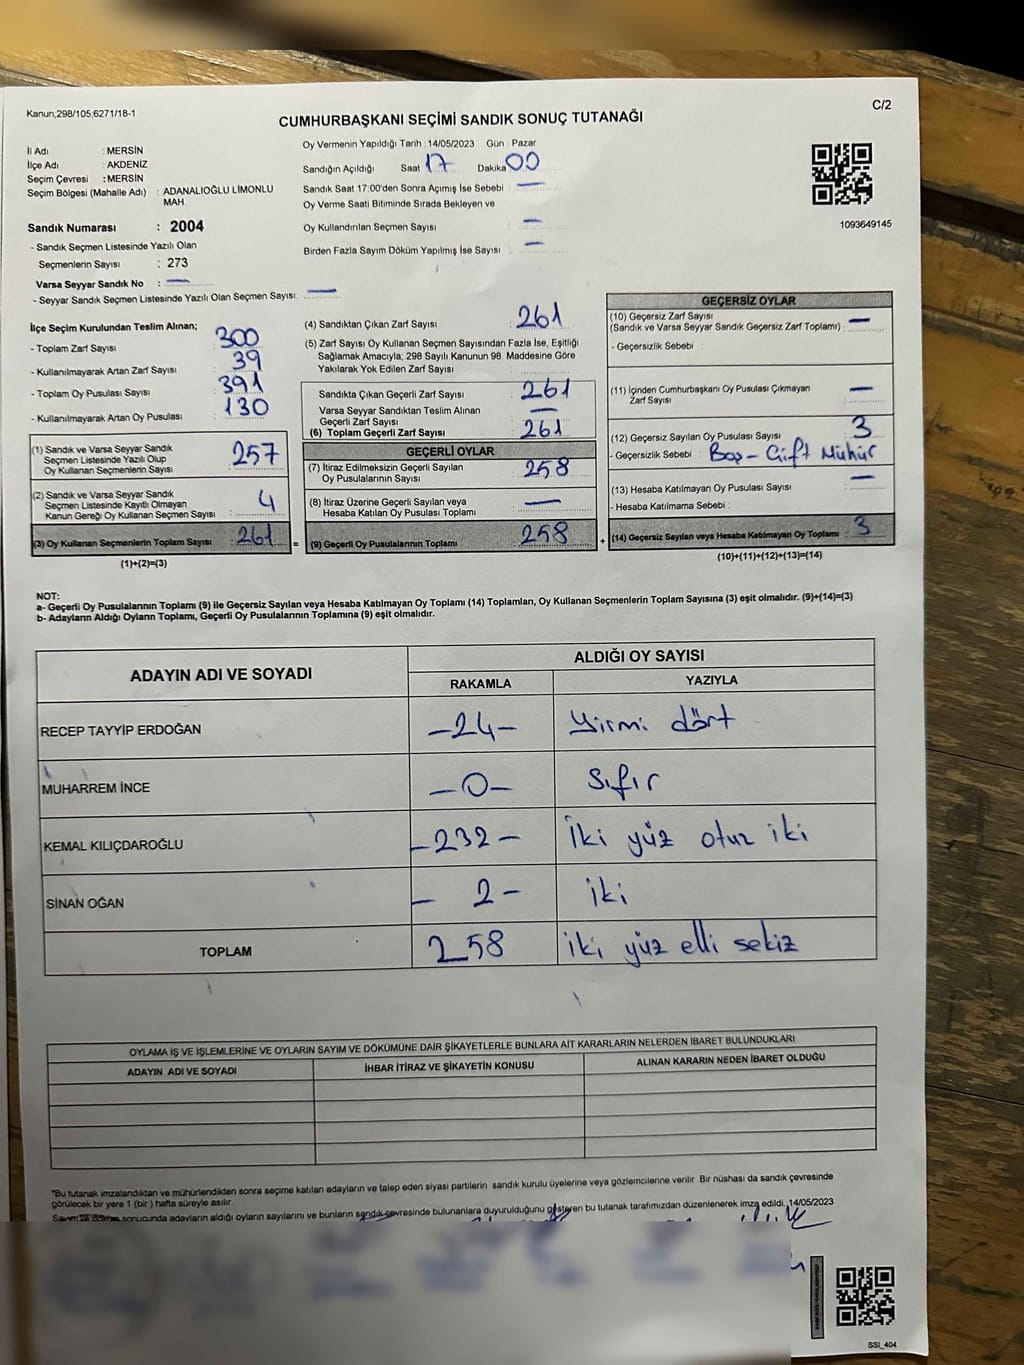 Kanun;298/105;6271/18-1
C/2
CUMHURBAŞKANI SEÇİMİ SANDIK SONUÇ TUTANAĞI
İl Adı : MERSİN
İlçe Adı : AKDENİZ
Seçim Çevresi : MERSİN
Seçim Bölgesi (Mahalle Adı) : ADANALIOĞLU LİMONLU
MAH.
Sandık Numarası : 2004
- Sandık Seçmen Listesinde Yazılı Olan
Seçmenlerin Sayısı : 273
Varsa Seyyar Sandık No : —
- Seyyar Sandık Seçmen Listesinde Yazılı Olan Seçmen Sayısı: —
Oy Vermenin Yapıldığı Tarih : 14/05/2023 Gün : Pazar
Sandığın Açıldığı Saat 17 Dakika 00
Sandık Saat 17:00'den Sonra Açımış İse Sebebi : —
Oy Verme Saati Bitiminde Sırada Bekleyen ve
Oy Kullandırılan Seçmen Sayısı : —
Birden Fazla Sayım Döküm Yapılmış İse Sayısı : —
1093649145
İlçe Seçim Kurulundan Teslim Alınan;
- Toplam Zarf Sayısı : 300
- Kullanılmayarak Artan Zarf Sayısı : 39
- Toplam Oy Pusulası Sayısı : 391
- Kullanılmayarak Artan Oy Pusulası : 130
(1) Sandık ve Varsa Seyyar Sandık
Seçmen Listesinde Yazılı Olup
Oy Kullanan Seçmenlerin Sayısı : 257
(2) Sandık ve Varsa Seyyar Sandık
Seçmen Listesinde Kayıtlı Olmayan
Kanun Gereği Oy Kullanan Seçmen Sayısı : 4
(3) Oy Kullanan Seçmenlerin Toplam Sayısı : 261 =
(1)+(2)=(3)
(4) Sandıktan Çıkan Zarf Sayısı : 261
(5) Zarf Sayısı Oy Kullanan Seçmen Sayısından Fazla İse, Eşitliği
Sağlamak Amacıyla; 298 Sayılı Kanunun 98. Maddesine Göre
Yakılarak Yok Edilen Zarf Sayısı :
Sandıkta Çıkan Geçerli Zarf Sayısı : 261
Varsa Seyyar Sandıktan Teslim Alınan
Geçerli Zarf Sayısı : —
(6) Toplam Geçerli Zarf Sayısı : 261
GEÇERLİ OYLAR
(7) İtiraz Edilmeksizin Geçerli Sayılan
Oy Pusulalarının Sayısı : 258
(8) İtiraz Üzerine Geçerli Sayılan veya
Hesaba Katılan Oy Pusulası Toplamı : —
(9) Geçerli Oy Pusulalarının Toplamı : 258 +
GEÇERSİZ OYLAR
(10) Geçersiz Zarf Sayısı : —
(Sandık ve Varsa Seyyar Sandık Geçersiz Zarf Toplamı)
- Geçersizlik Sebebi :
(11) İçinden Cumhurbaşkanı Oy Pusulası Çıkmayan
Zarf Sayısı : —
(12) Geçersiz Sayılan Oy Pusulası Sayısı : 3
- Geçersizlik Sebebi : Boş - Çift Mühür
(13) Hesaba Katılmayan Oy Pusulası Sayısı : —
- Hesaba Katılmama Sebebi :
(14) Geçersiz Sayılan veya Hesaba Katılmayan Oy Toplamı : 3
(10)+(11)+(12)+(13)=(14)
NOT:
a- Geçerli Oy Pusulalarının Toplamı (9) ile Geçersiz Sayılan veya Hesaba Katılmayan Oy Toplamı (14) Toplamları, Oy Kullanan Seçmenlerin Toplam Sayısına (3) eşit olmalıdır. (9)+(14)=(3)
b- Adayların Aldığı Oyların Toplamı, Geçerli Oy Pusulalarının Toplamına (9) eşit olmalıdır.
ADAYIN ADI VE SOYADI
ALDIĞI OY SAYISI
RAKAMLA YAZIYLA
RECEP TAYYİP ERDOĞAN -24- Yirmi dört
MUHARREM İNCE -0- Sıfır
KEMAL KILIÇDAROĞLU -232- İki yüz otuz iki
SİNAN OĞAN - 2 - iki
TOPLAM 258 iki yüz elli sekiz
OYLAMA İŞ VE İŞLEMLERİNE VE OYLARIN SAYIM VE DÖKÜMÜNE DAİR ŞİKAYETLERLE BUNLARA AİT KARARLARIN NELERDEN İBARET BULUNDUKLARI
ADAYIN ADI VE SOYADI İHBAR İTİRAZ VE ŞİKAYETİN KONUSU ALINAN KARARIN NEDEN İBARET OLDUĞU
"Bu tutanak imzalandıktan ve mühürlendikten sonra seçime katılan adayların ve talep eden siyasi partilerin sandık kurulu üyelerine veya gözlemcilerine verilir .Bir nüshası da sandık çevresinde
görülecek bir yere 1 (bir ) hafta süreyle asılır.
sonucunda adayların aldığı oyların sayılarını ve bunların sandık çevresinde bulunanlara duyurulduğunu gösteren bu tutanak tarafımızdan düzenlenerek imza edildi. 14/05/2023
SSİ_404